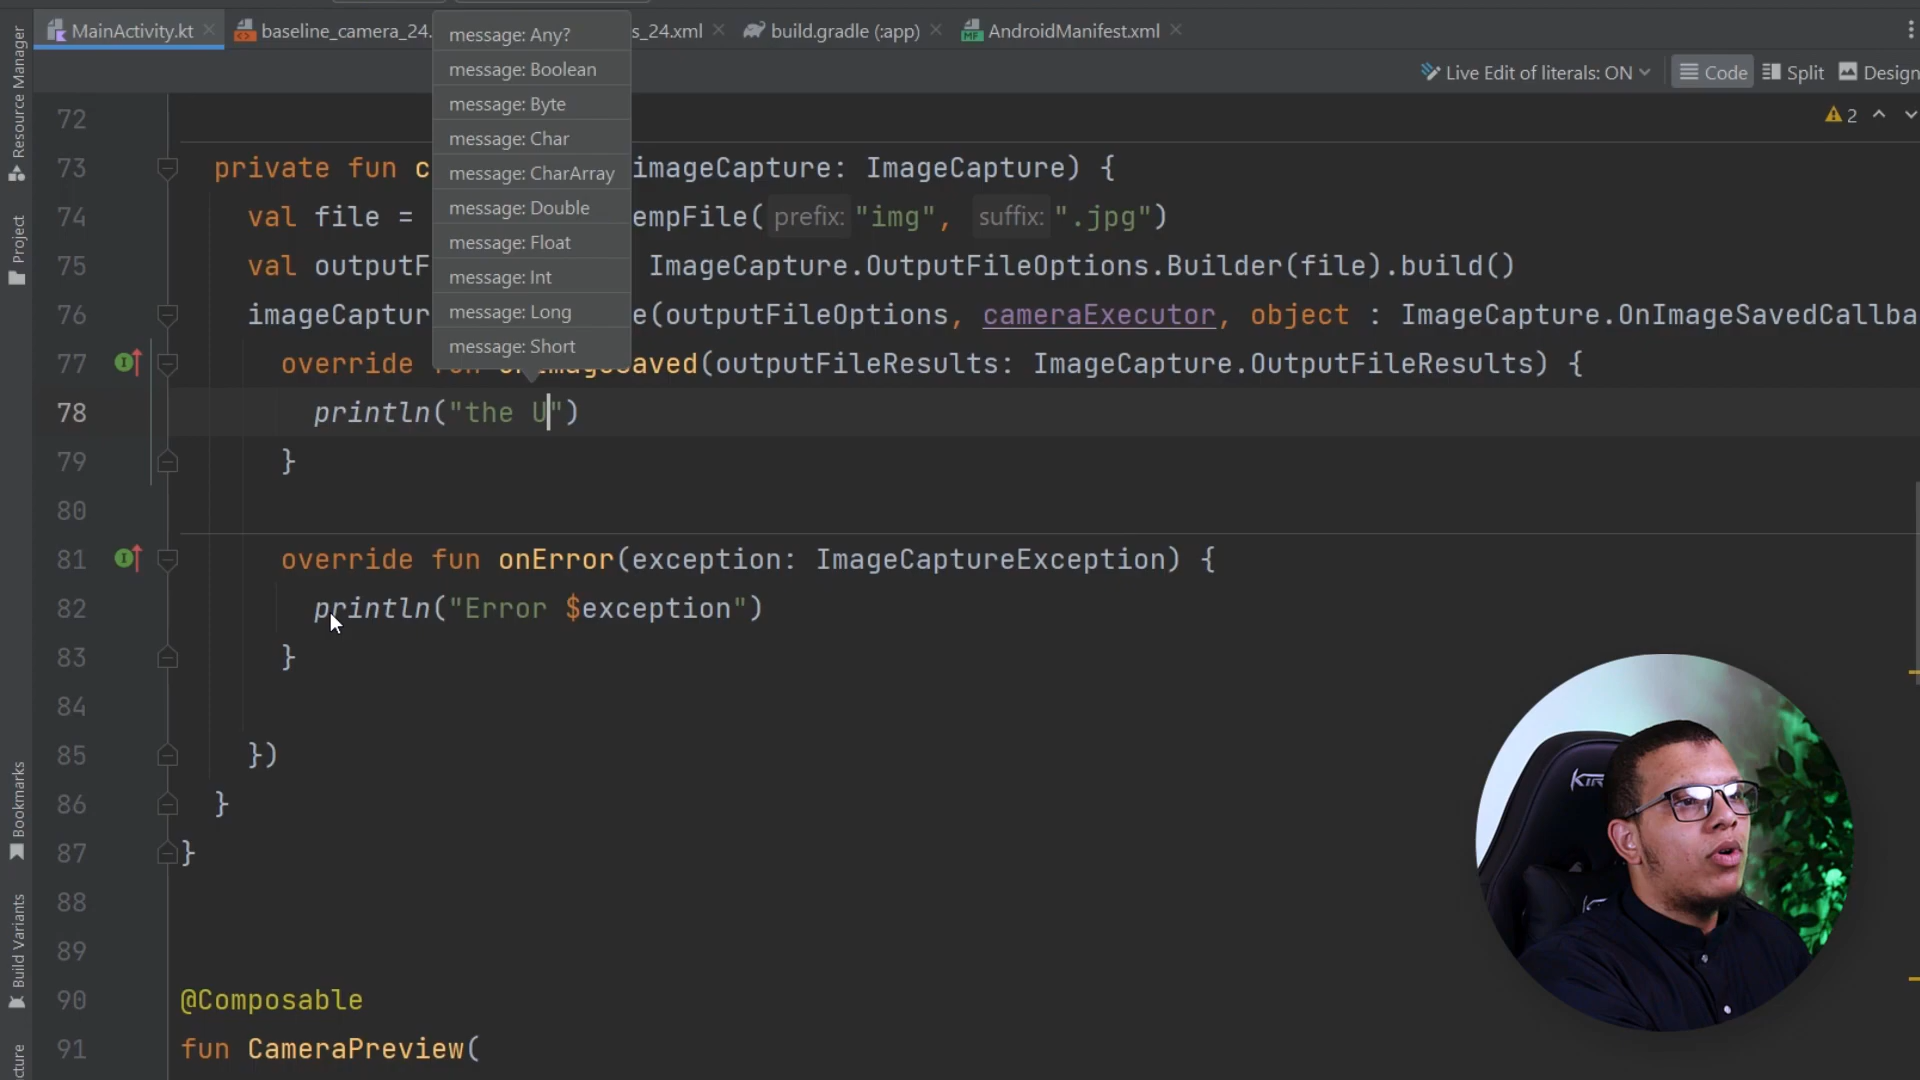 MainActivity.kt
baseline_camera_24.
s_24.xml
build.gradle (:app)
AndroidManifest.xml
Live Edit of literals: ON
Code
Split
Design
2
message: Any?
message: Boolean
message: Byte
message: Char
message: CharArray
message: Double
message: Float
message: Int
message: Long
message: Short
72
73 private fun c imageCapture: ImageCapture) {
74 val file = empFile( prefix: "img", suffix: ".jpg")
75 val outputF ImageCapture.OutputFileOptions.Builder(file).build()
76 imageCaptur e(outputFileOptions, cameraExecutor, object : ImageCapture.OnImageSavedCallba
77 override fun onImageSaved(outputFileResults: ImageCapture.OutputFileResults) {
78 println("the U")
79 }
80
81 override fun onError(exception: ImageCaptureException) {
82 println("Error $exception")
83 }
84
85 })
86 }
87 }
88
89
90 @Composable
91 fun CameraPreview(
Resource Manager
Project
Bookmarks
Build Variants
cture